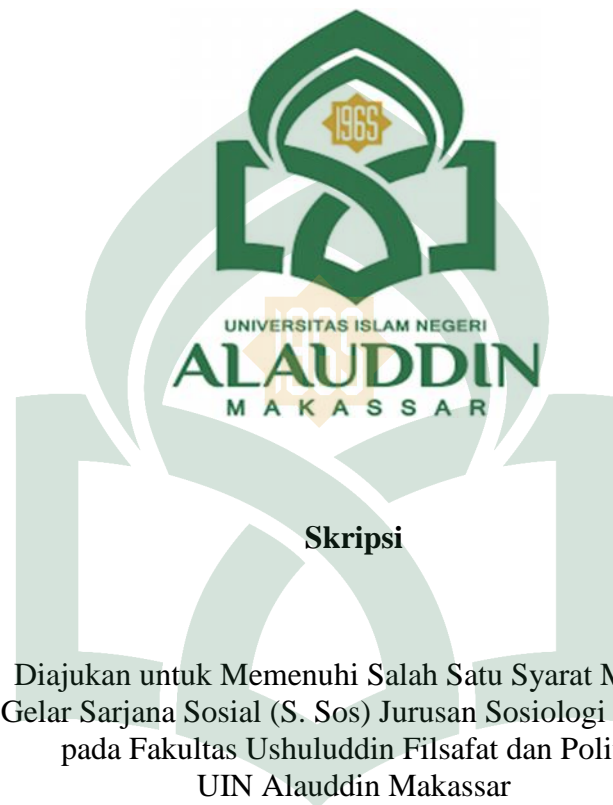 1965
UNIVERSITAS ISLAM NEGERI
ALAUDDIN
MAKASSAR
Skripsi
Diajukan untuk Memenuhi Salah Satu Syarat
Gelar Sarjana Sosial (S. Sos) Jurusan Sosiologi
pada Fakultas Ushuluddin Filsafat dan
UIN Alauddin Makassar